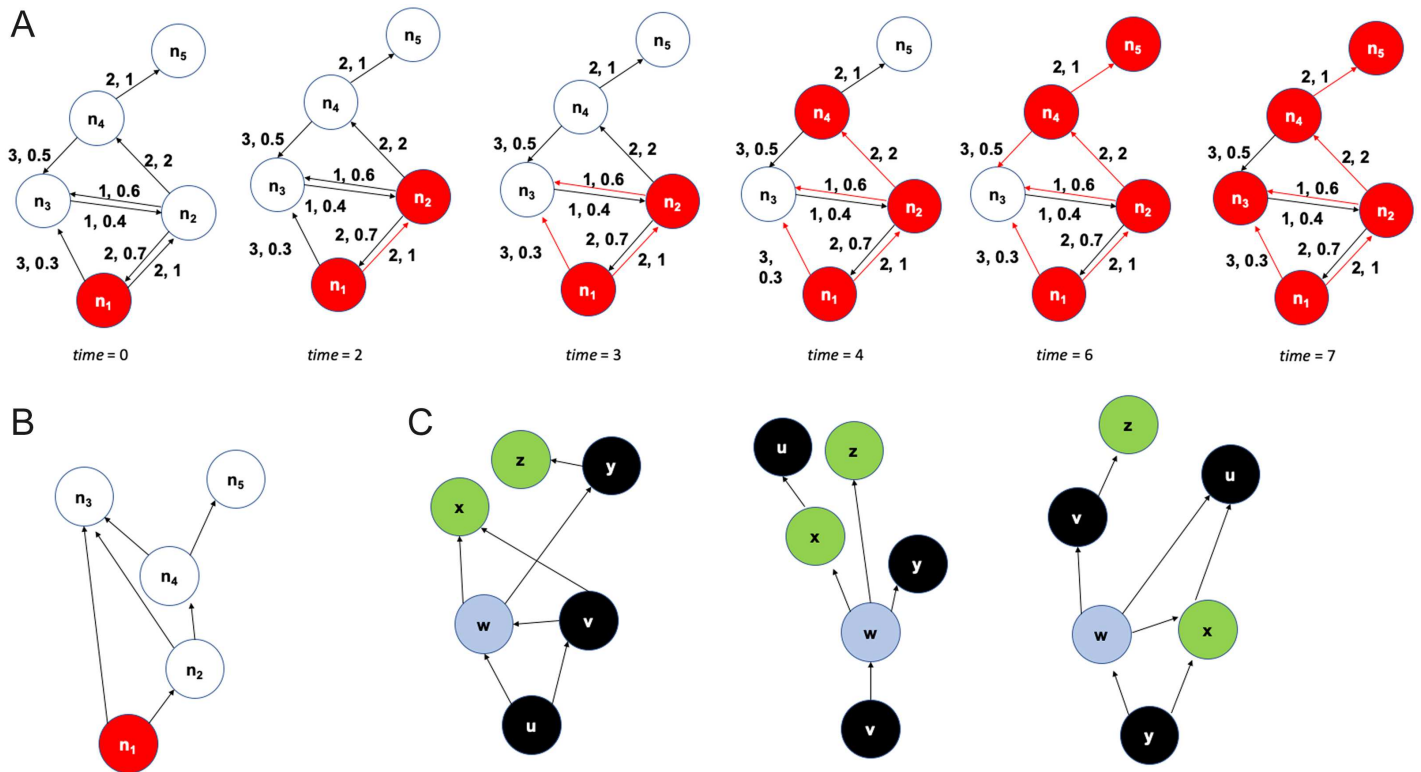 A
n5
2, 1
n4
3, 0.5
2, 2
n3
1, 0.6
1, 0.4
n2
3, 0.3
2, 0.7
2, 1
n1
time = 0
n5
2, 1
n4
3, 0.5
2, 2
n3
1, 0.6
1, 0.4
n2
2, 0.7
3, 0.3
2, 1
n1
time = 2
n5
2, 1
n4
3, 0.5
2, 2
n3
1, 0.6
1, 0.4
n2
2, 0.7
3, 0.3
2, 1
n1
time = 3
n5
2, 1
n4
3, 0.5
2, 2
n3
1, 0.6
1, 0.4
n2
2, 0.7
3,
0.3
2, 1
n1
time = 4
n5
2, 1
n4
3, 0.5
2, 2
n3
1, 0.6
1, 0.4
n2
2, 0.7
3, 0.3
2, 1
n1
time = 6
n5
2, 1
n4
3, 0.5
2, 2
n3
1, 0.6
1, 0.4
n2
2, 0.7
3, 0.3
2, 1
n1
time = 7
B
n5
n3
n4
n2
n1
C
z
y
x
w
v
u
u
z
x
y
w
v
z
u
v
w
x
y